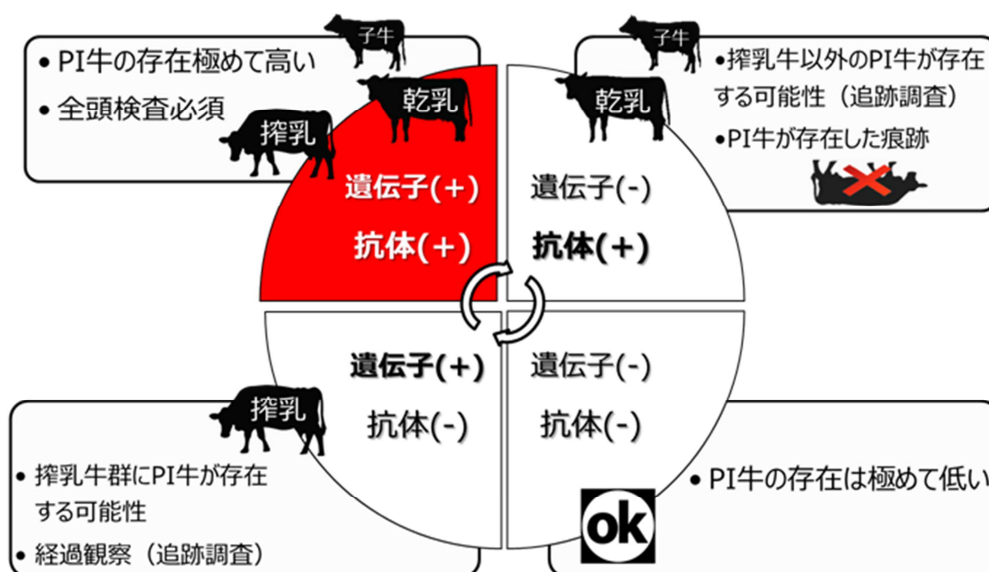 子牛
• PI牛の存在極めて高い
• 全頭検査必須
乾乳
搾乳
遺伝子(+)
抗体(+)
子牛
•搾乳牛以外のPI牛が存在
する可能性（追跡調査）
•PI牛が存在した痕跡
乾乳
遺伝子(-)
抗体(+)
遺伝子(+)
抗体(-)
搾乳
• 搾乳牛群にPI牛が存在
する可能性
• 経過観察（追跡調査）
遺伝子(-)
抗体(-)
• PI牛の存在は極めて低い
ok